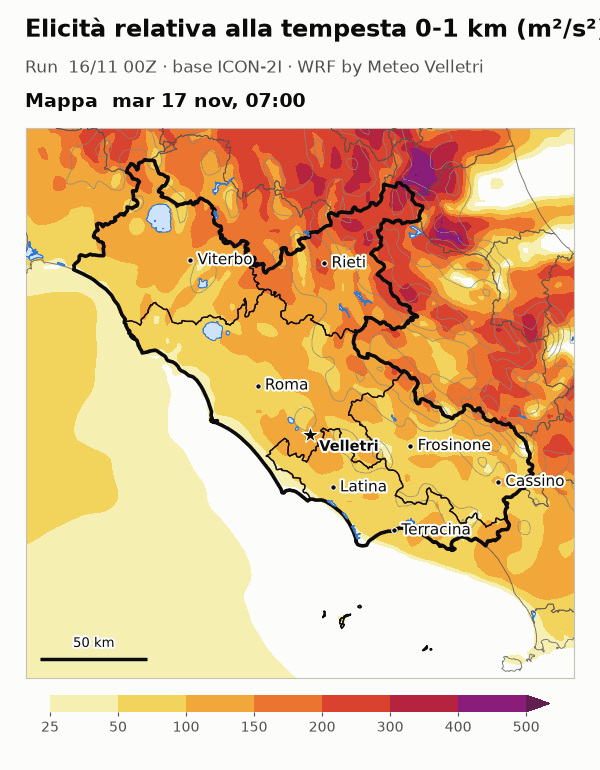 Elicità relativa alla tempesta 0-1 km (m²/s²)
Run  16/11 00Z · base ICON-2I · WRF by Meteo Velletri
Mappa  mar 17 nov, 07:00
Viterbo
Rieti
Roma
Velletri
Frosinone
Cassino
Latina
Terracina
50 km
25 50 100 150 200 300 400 500